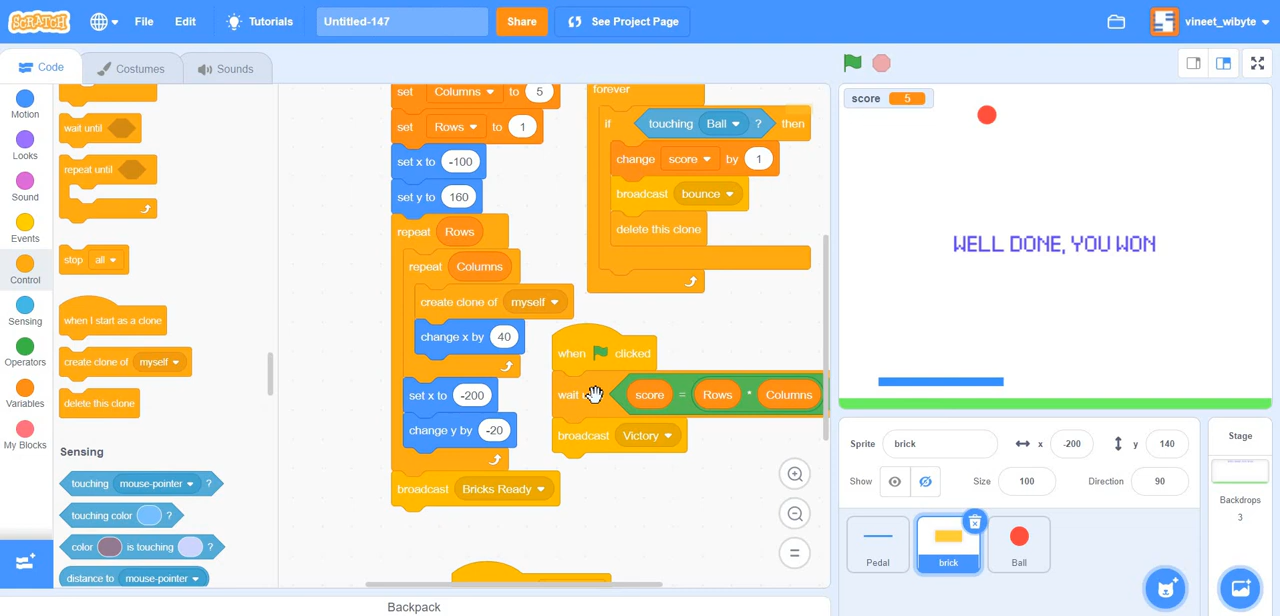 SCRATCH File Edit Tutorials Untitled-147 Share See Project Page vineet_wibyte
Code Costumes Sounds
Motion
Looks
Sound
Events
Control
Sensing
Operators
Variables
My Blocks
wait until
repeat until
stop all
when I start as a clone
create clone of myself
delete this clone
Sensing
touching mouse-pointer ?
touching color ?
color is touching ?
distance to mouse-pointer
set Columns to 5
set Rows to 1
set x to -100
set y to 160
repeat Rows
repeat Columns
create clone of myself
change x by 40
set x to -200
change y by -20
broadcast Bricks Ready
forever
if touching Ball ? then
change score by 1
broadcast bounce
delete this clone
when clicked
wait score = Rows * Columns
broadcast Victory
Backpack
score 5
WELL DONE, YOU WON
Sprite brick x -200 y 140
Show Size 100 Direction 90
Pedal brick Ball
Stage
Backdrops
3